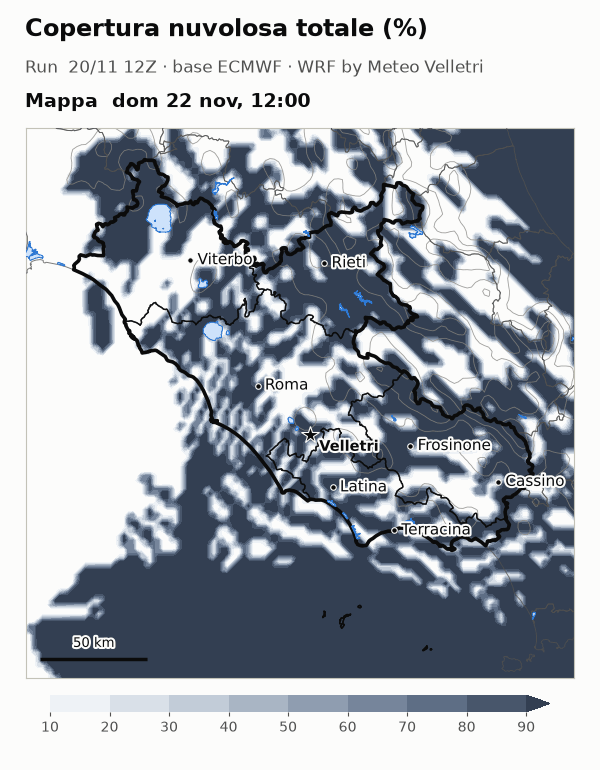 Copertura nuvolosa totale (%)
Run  20/11 12Z · base ECMWF · WRF by Meteo Velletri
Mappa  dom 22 nov, 12:00
Viterbo
Rieti
Roma
Velletri
Frosinone
Latina
Cassino
Terracina
50 km
10 20 30 40 50 60 70 80 90